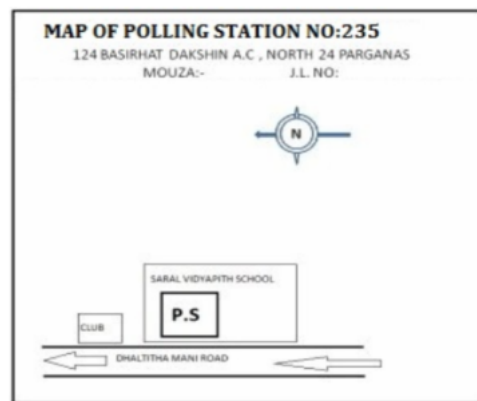 MAP OF POLLING STATION NO:235
124 BASIRHAT DAKSHIN A.C , NORTH 24 PARGANAS
MOUZA:- J.L. NO:
N
SARAL VIDYAPITH SCHOOL
P.S
CLUB
DHALTITHA MANI ROAD